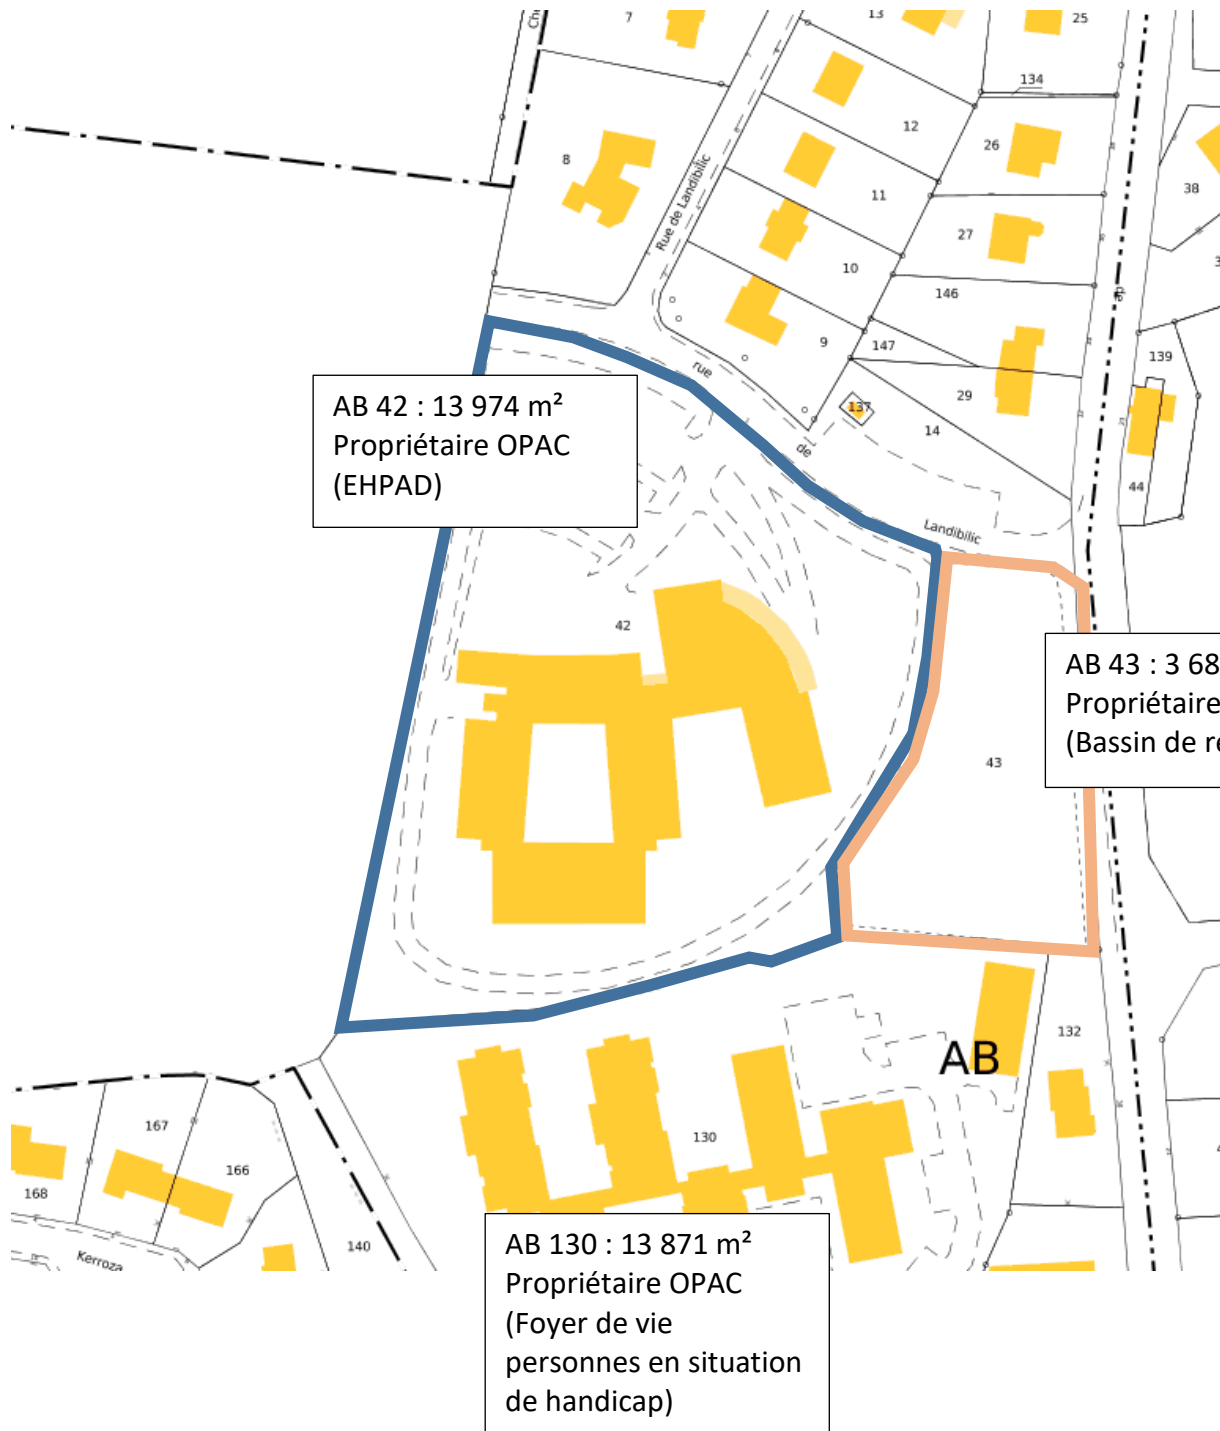 Ch
7
13
25
134
8
12
26
38
Rue de Landibilic
11
27
10
146
9
147
139
rue
29
137
14
de
44
Landibilic
AB 42 : 13 974 m²
Propriétaire OPAC
(EHPAD)
42
AB 43 : 3 68
Propriétaire
(Bassin de re
43
AB
132
167
130
166
168
140
Kerroza
AB 130 : 13 871 m²
Propriétaire OPAC
(Foyer de vie
personnes en situation
de handicap)